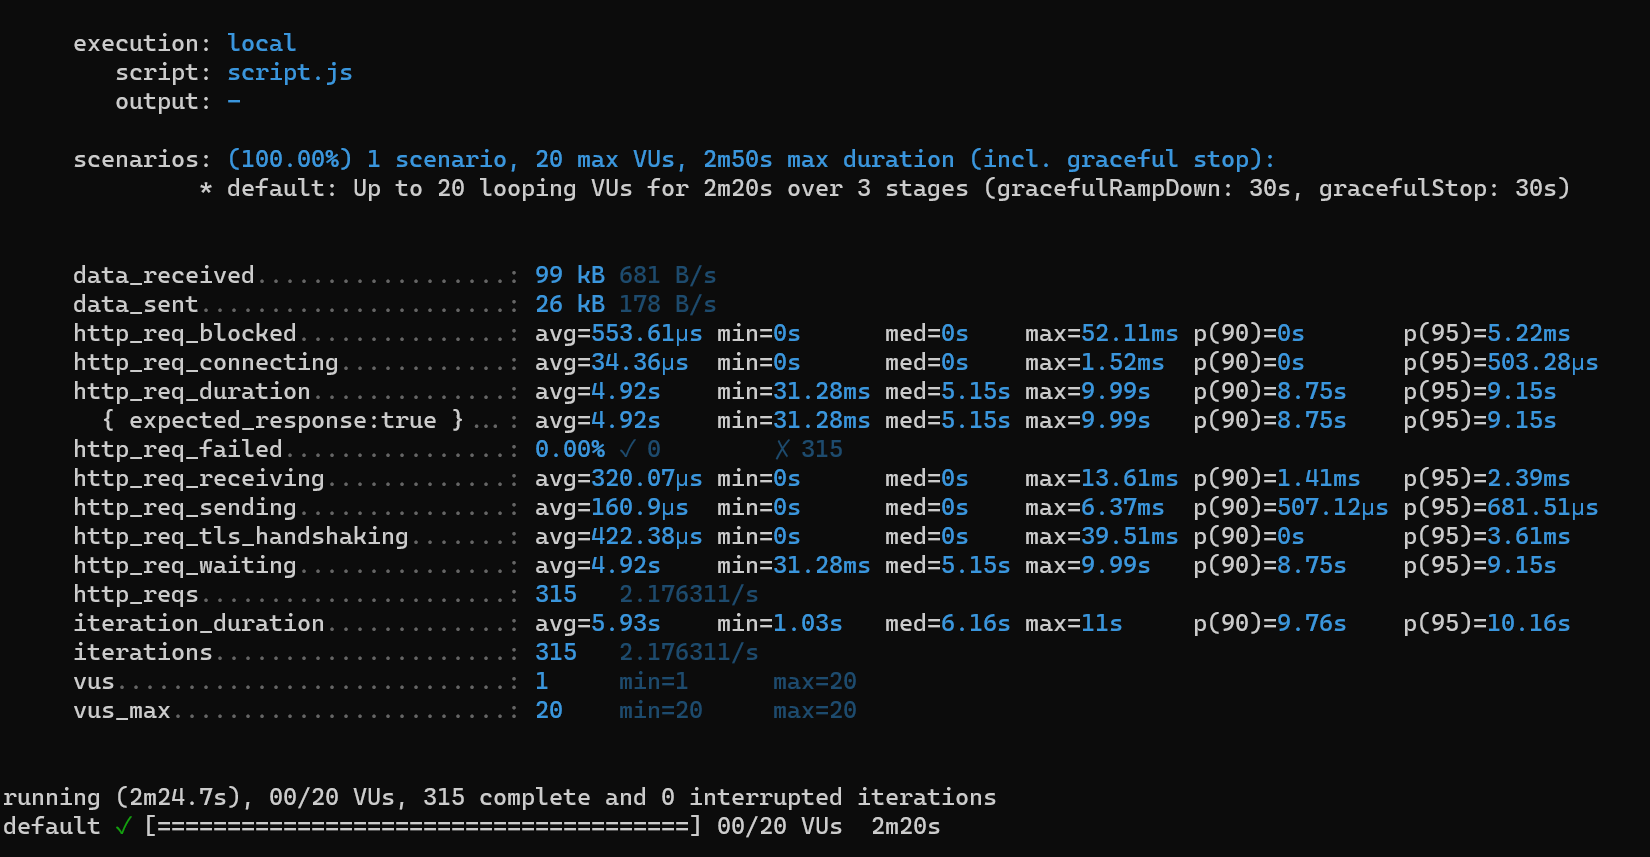 execution: local
script: script.js
output: -
scenarios: (100.00%) 1 scenario, 20 max VUs, 2m50s max duration (incl. graceful stop):
* default: Up to 20 looping VUs for 2m20s over 3 stages (gracefulRampDown: 30s, gracefulStop: 30s)
data_received..................: 99 kB 681 B/s
data_sent......................: 26 kB 178 B/s
http_req_blocked...............: avg=553.61µs min=0s      med=0s    max=52.11ms p(90)=0s       p(95)=5.22ms
http_req_connecting............: avg=34.36µs  min=0s      med=0s    max=1.52ms  p(90)=0s       p(95)=503.28µs
http_req_duration..............: avg=4.92s    min=31.28ms med=5.15s max=9.99s   p(90)=8.75s    p(95)=9.15s
{ expected_response:true }...: avg=4.92s    min=31.28ms med=5.15s max=9.99s   p(90)=8.75s    p(95)=9.15s
http_req_failed................: 0.00% ✓ 0        ✗ 315
http_req_receiving.............: avg=320.07µs min=0s      med=0s    max=13.61ms p(90)=1.41ms   p(95)=2.39ms
http_req_sending...............: avg=160.9µs  min=0s      med=0s    max=6.37ms  p(90)=507.12µs p(95)=681.51µs
http_req_tls_handshaking.......: avg=422.38µs min=0s      med=0s    max=39.51ms p(90)=0s       p(95)=3.61ms
http_req_waiting...............: avg=4.92s    min=31.28ms med=5.15s max=9.99s   p(90)=8.75s    p(95)=9.15s
http_reqs......................: 315   2.176311/s
iteration_duration.............: avg=5.93s    min=1.03s   med=6.16s max=11s     p(90)=9.76s    p(95)=10.16s
iterations.....................: 315   2.176311/s
vus............................: 1     min=1      max=20
vus_max........................: 20    min=20     max=20
running (2m24.7s), 00/20 VUs, 315 complete and 0 interrupted iterations
default ✓ [======================================] 00/20 VUs  2m20s